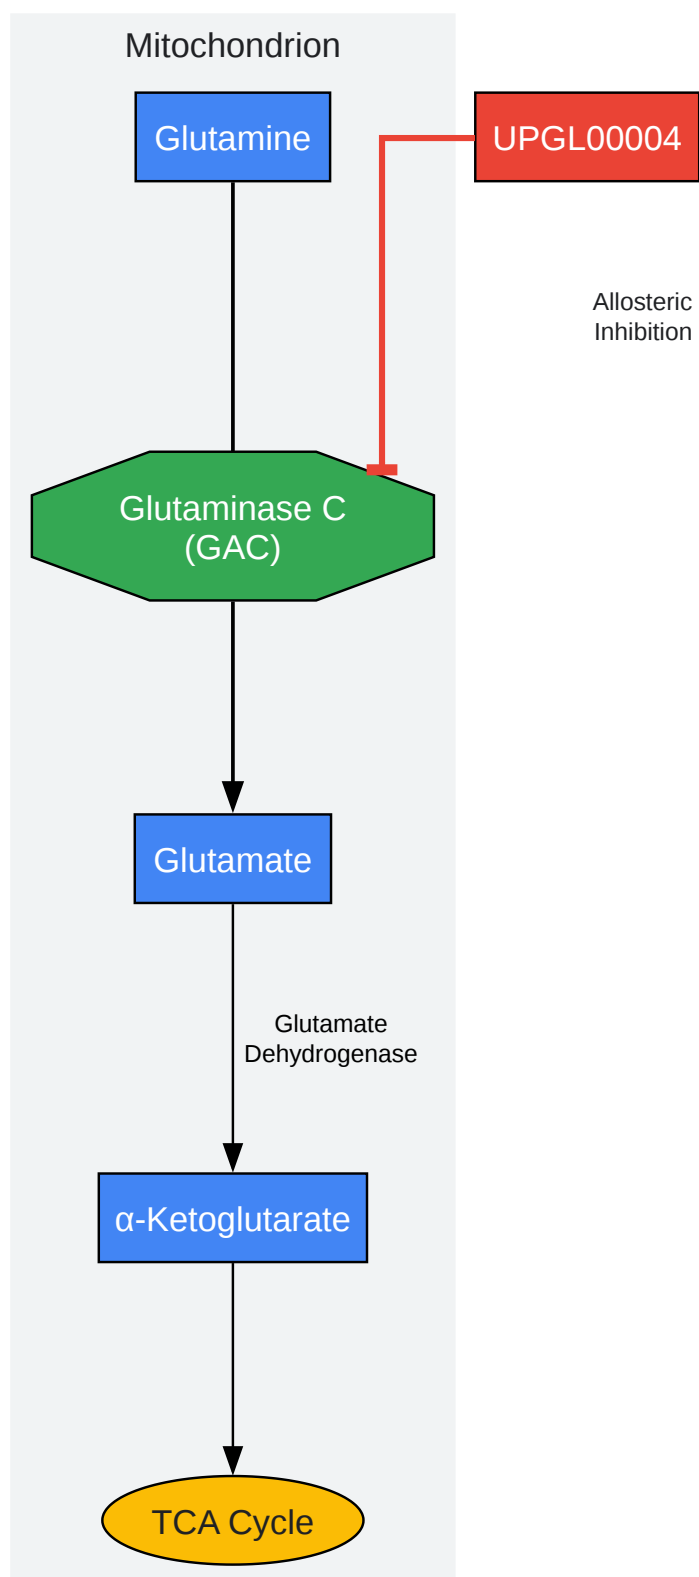 Mitochondrion
Glutamine
UPGL00004
Allosteric
Inhibition
Glutaminase C
(GAC)
Glutamate
Glutamate
Dehydrogenase
α-Ketoglutarate
TCA Cycle